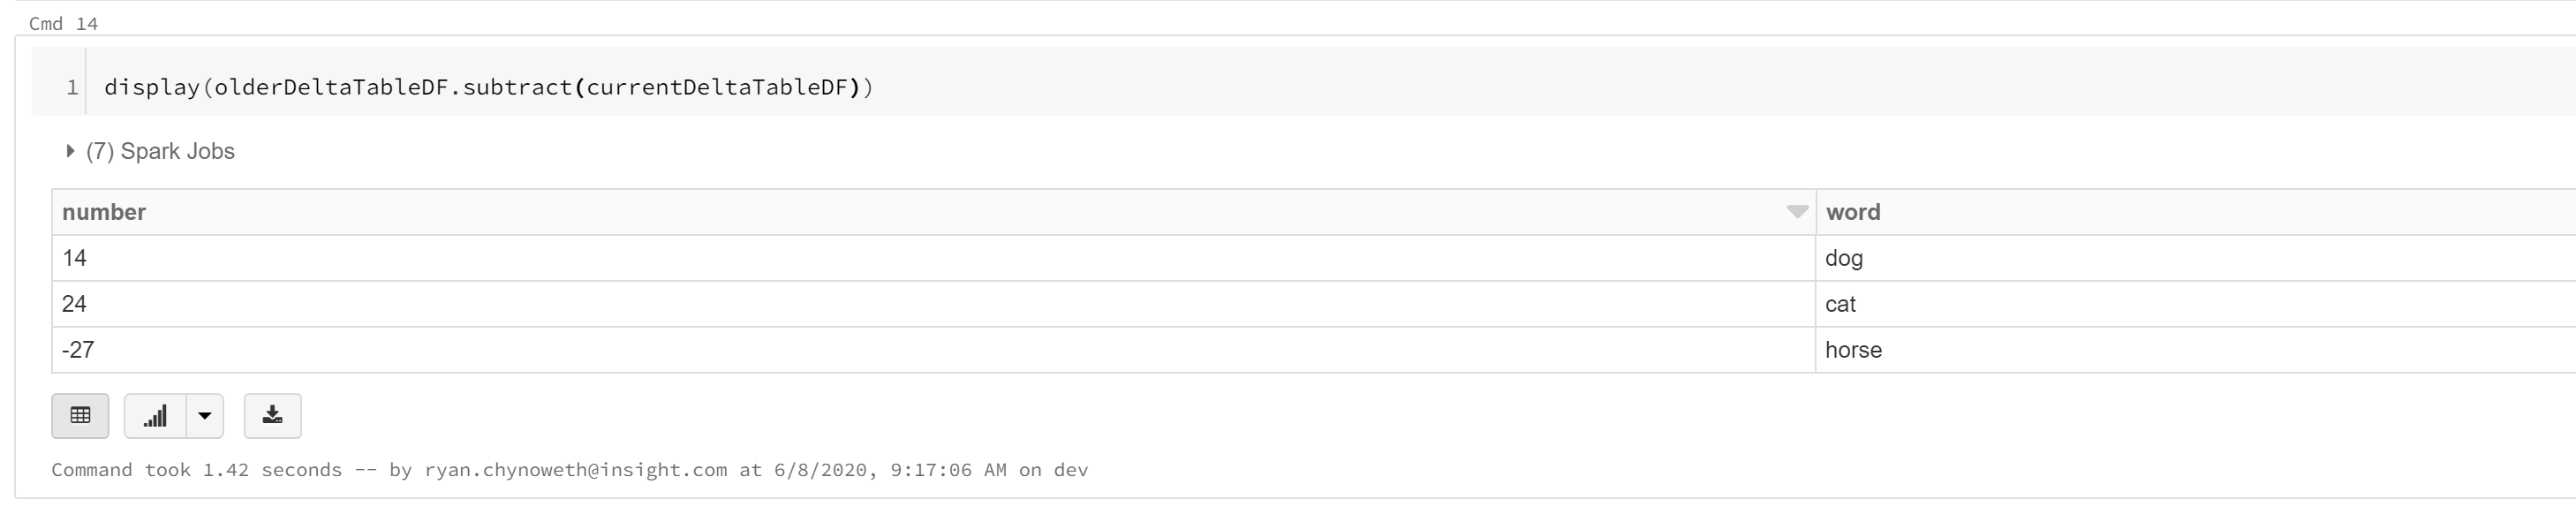 Cmd 14
1 display(olderDeltaTableDF.subtract(currentDeltaTableDF))
(7) Spark Jobs
number word
14 dog
24 cat
-27 horse
Command took 1.42 seconds -- by ryan.chynoweth@insight.com at 6/8/2020, 9:17:06 AM on dev